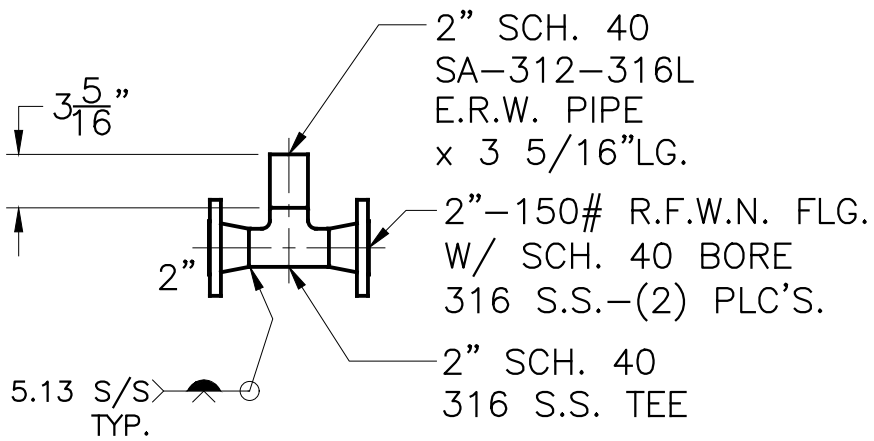 2” SCH. 40
SA-312-316L
E.R.W. PIPE
x 3 5/16”LG.
3 5/16”
2”-150# R.F.W.N. FLG.
W/ SCH. 40 BORE
316 S.S.-(2) PLC'S.
2”
2” SCH. 40
316 S.S. TEE
5.13 S/S
TYP.